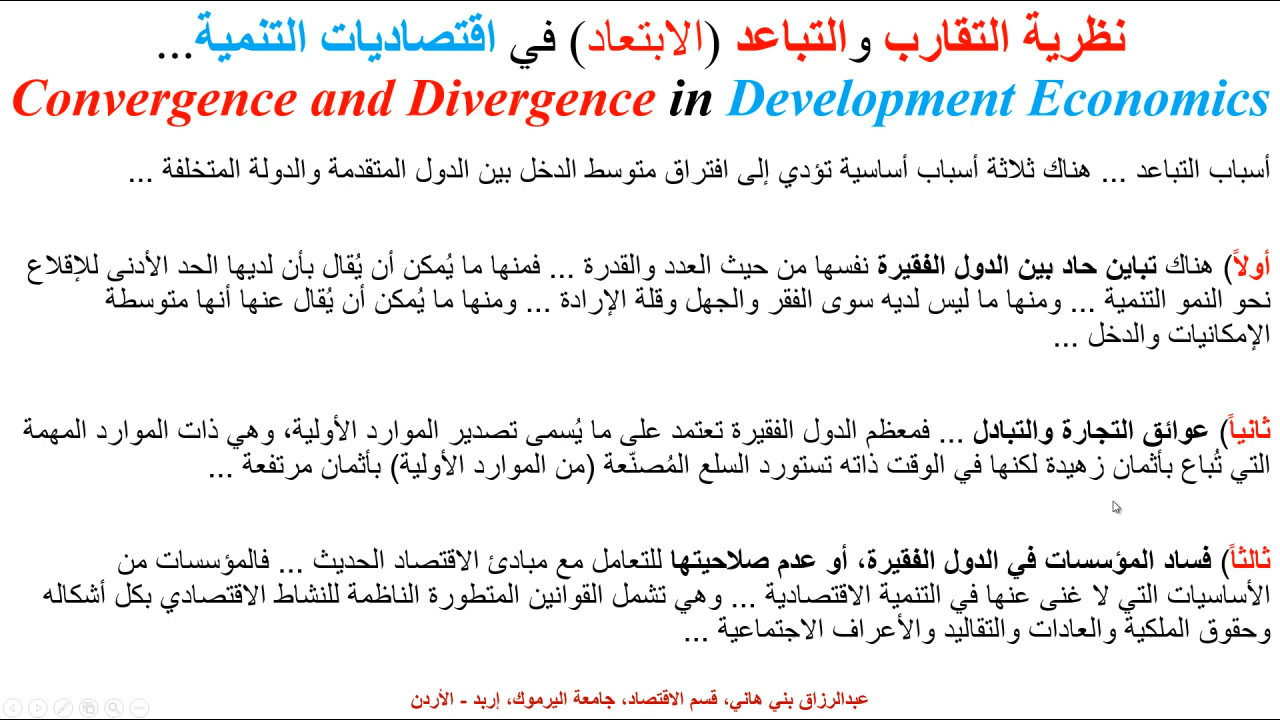 نظرية التقارب والتباعد (الابتعاد) في اقتصاديات التنمية...
Convergence and Divergence in Development Economics
أسباب التباعد ... هناك ثلاثة أسباب أساسية تؤدي إلى افتراق متوسط الدخل بين الدول المتقدمة والدولة المتخلفة ...
أولاً) هناك تباين حاد بين الدول الفقيرة نفسها من حيث العدد والقدرة ... فمنها ما يُمكن أن يُقال بأن لديها الحد الأدنى للإقلاع
نحو النمو التنمية ... ومنها ما ليس لديه سوى الفقر والجهل وقلة الإرادة ... ومنها ما يُمكن أن يُقال عنها أنها متوسطة
الإمكانيات والدخل ...
ثانياً) عوائق التجارة والتبادل ... فمعظم الدول الفقيرة تعتمد على ما يُسمى تصدير الموارد الأولية، وهي ذات الموارد المهمة
التي تُباع بأثمان زهيدة لكنها في الوقت ذاته تستورد السلع المُصنّعة (من الموارد الأولية) بأثمان مرتفعة ...
ثالثاً) فساد المؤسسات في الدول الفقيرة، أو عدم صلاحيتها للتعامل مع مبادئ الاقتصاد الحديث ... فالمؤسسات من
الأساسيات التي لا غنى عنها في التنمية الاقتصادية ... وهي تشمل القوانين المتطورة الناظمة للنشاط الاقتصادي بكل أشكاله
وحقوق الملكية والعادات والتقاليد والأعراف الاجتماعية ...
عبدالرزاق بني هاني، قسم الاقتصاد، جامعة اليرموك، إربد - الأردن